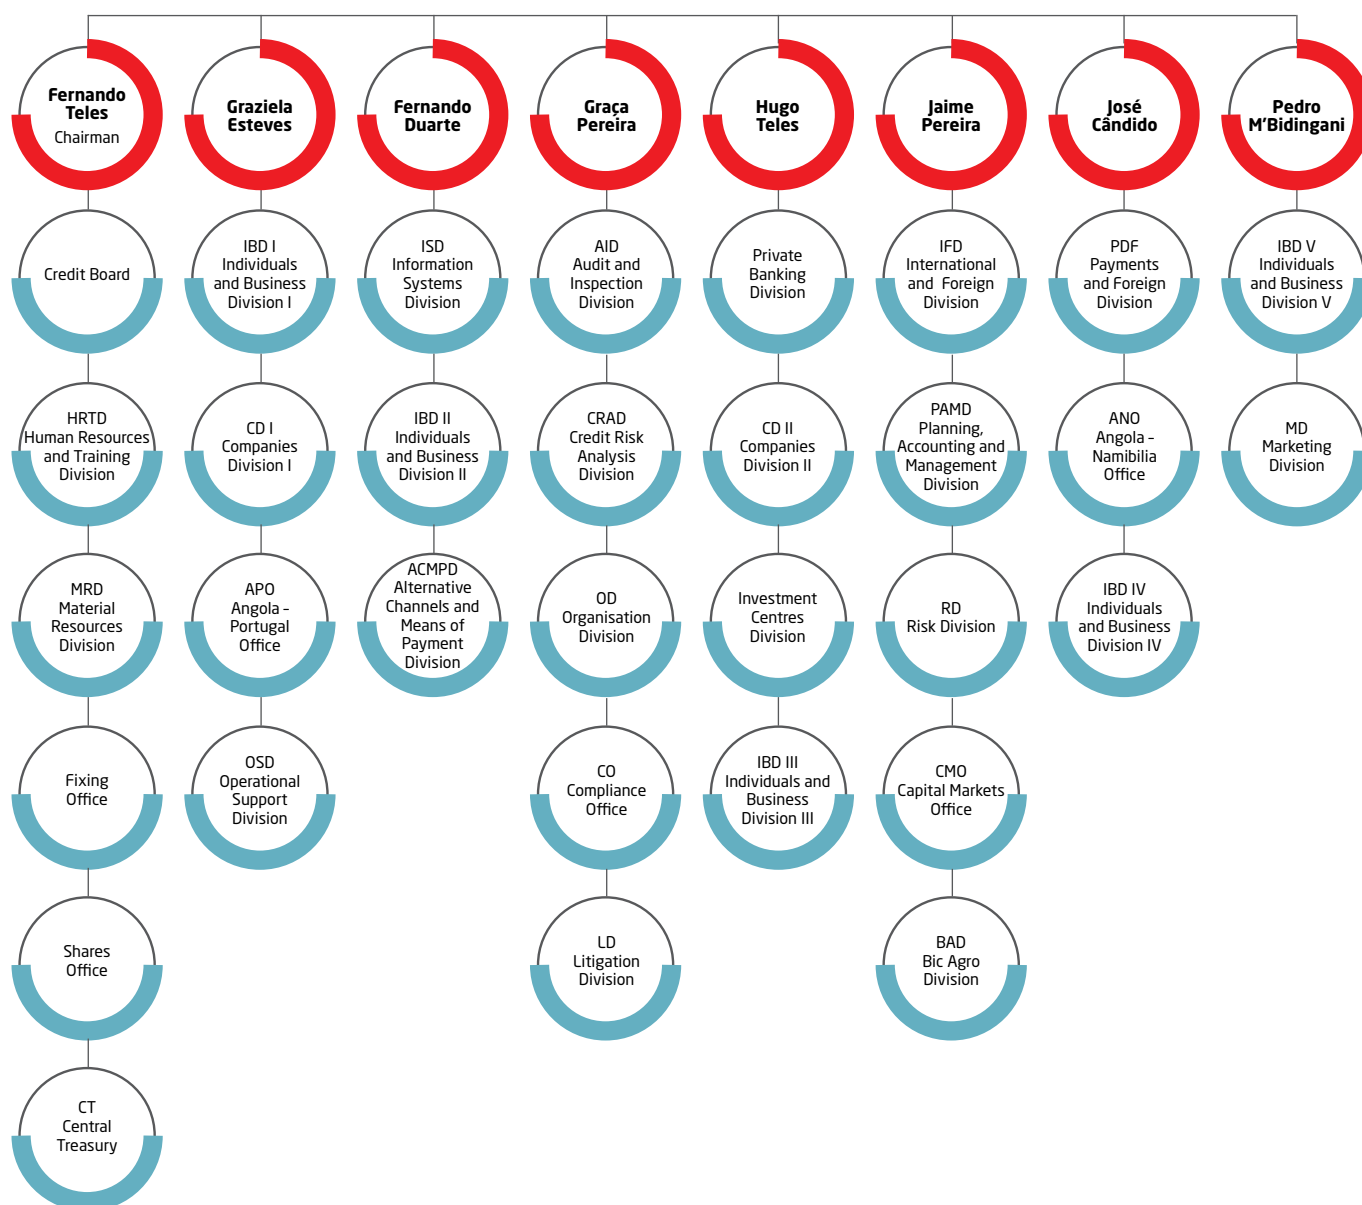 Fernando
Teles
Chairman
Graziela
Esteves
Fernando
Duarte
Graça
Pereira
Hugo
Teles
Jaime
Pereira
José
Cândido
Pedro
M'Bidingani
Credit Board
IBD I
Individuals
and Business
Division I
ISD
Information
Systems
Division
AID
Audit and
Inspection
Division
Private
Banking
Division
IFD
International
and Foreign
Division
PDF
Payments
and Foreign
Division
IBD V
Individuals
and Business
Division V
HRTD
Human Resources
and Training
Division
CD I
Companies
Division I
IBD II
Individuals
and Business
Division II
CRAD
Credit Risk
Analysis
Division
CD II
Companies
Division II
PAMD
Planning,
Accounting and
Management
Division
ANO
Angola –
Namibilia
Office
MD
Marketing
Division
MRD
Material
Resources
Division
APO
Angola –
Portugal
Office
ACMPD
Alternative
Channels and
Means of
Payment
Division
OD
Organisation
Division
Investment
Centres
Division
RD
Risk Division
IBD IV
Individuals
and Business
Division IV
Fixing
Office
OSD
Operational
Support
Division
CO
Compliance
Office
IBD III
Individuals and
Business
Division III
CMO
Capital Markets
Office
Shares
Office
LD
Litigation
Division
BAD
Bic Agro
Division
CT
Central
Treasury